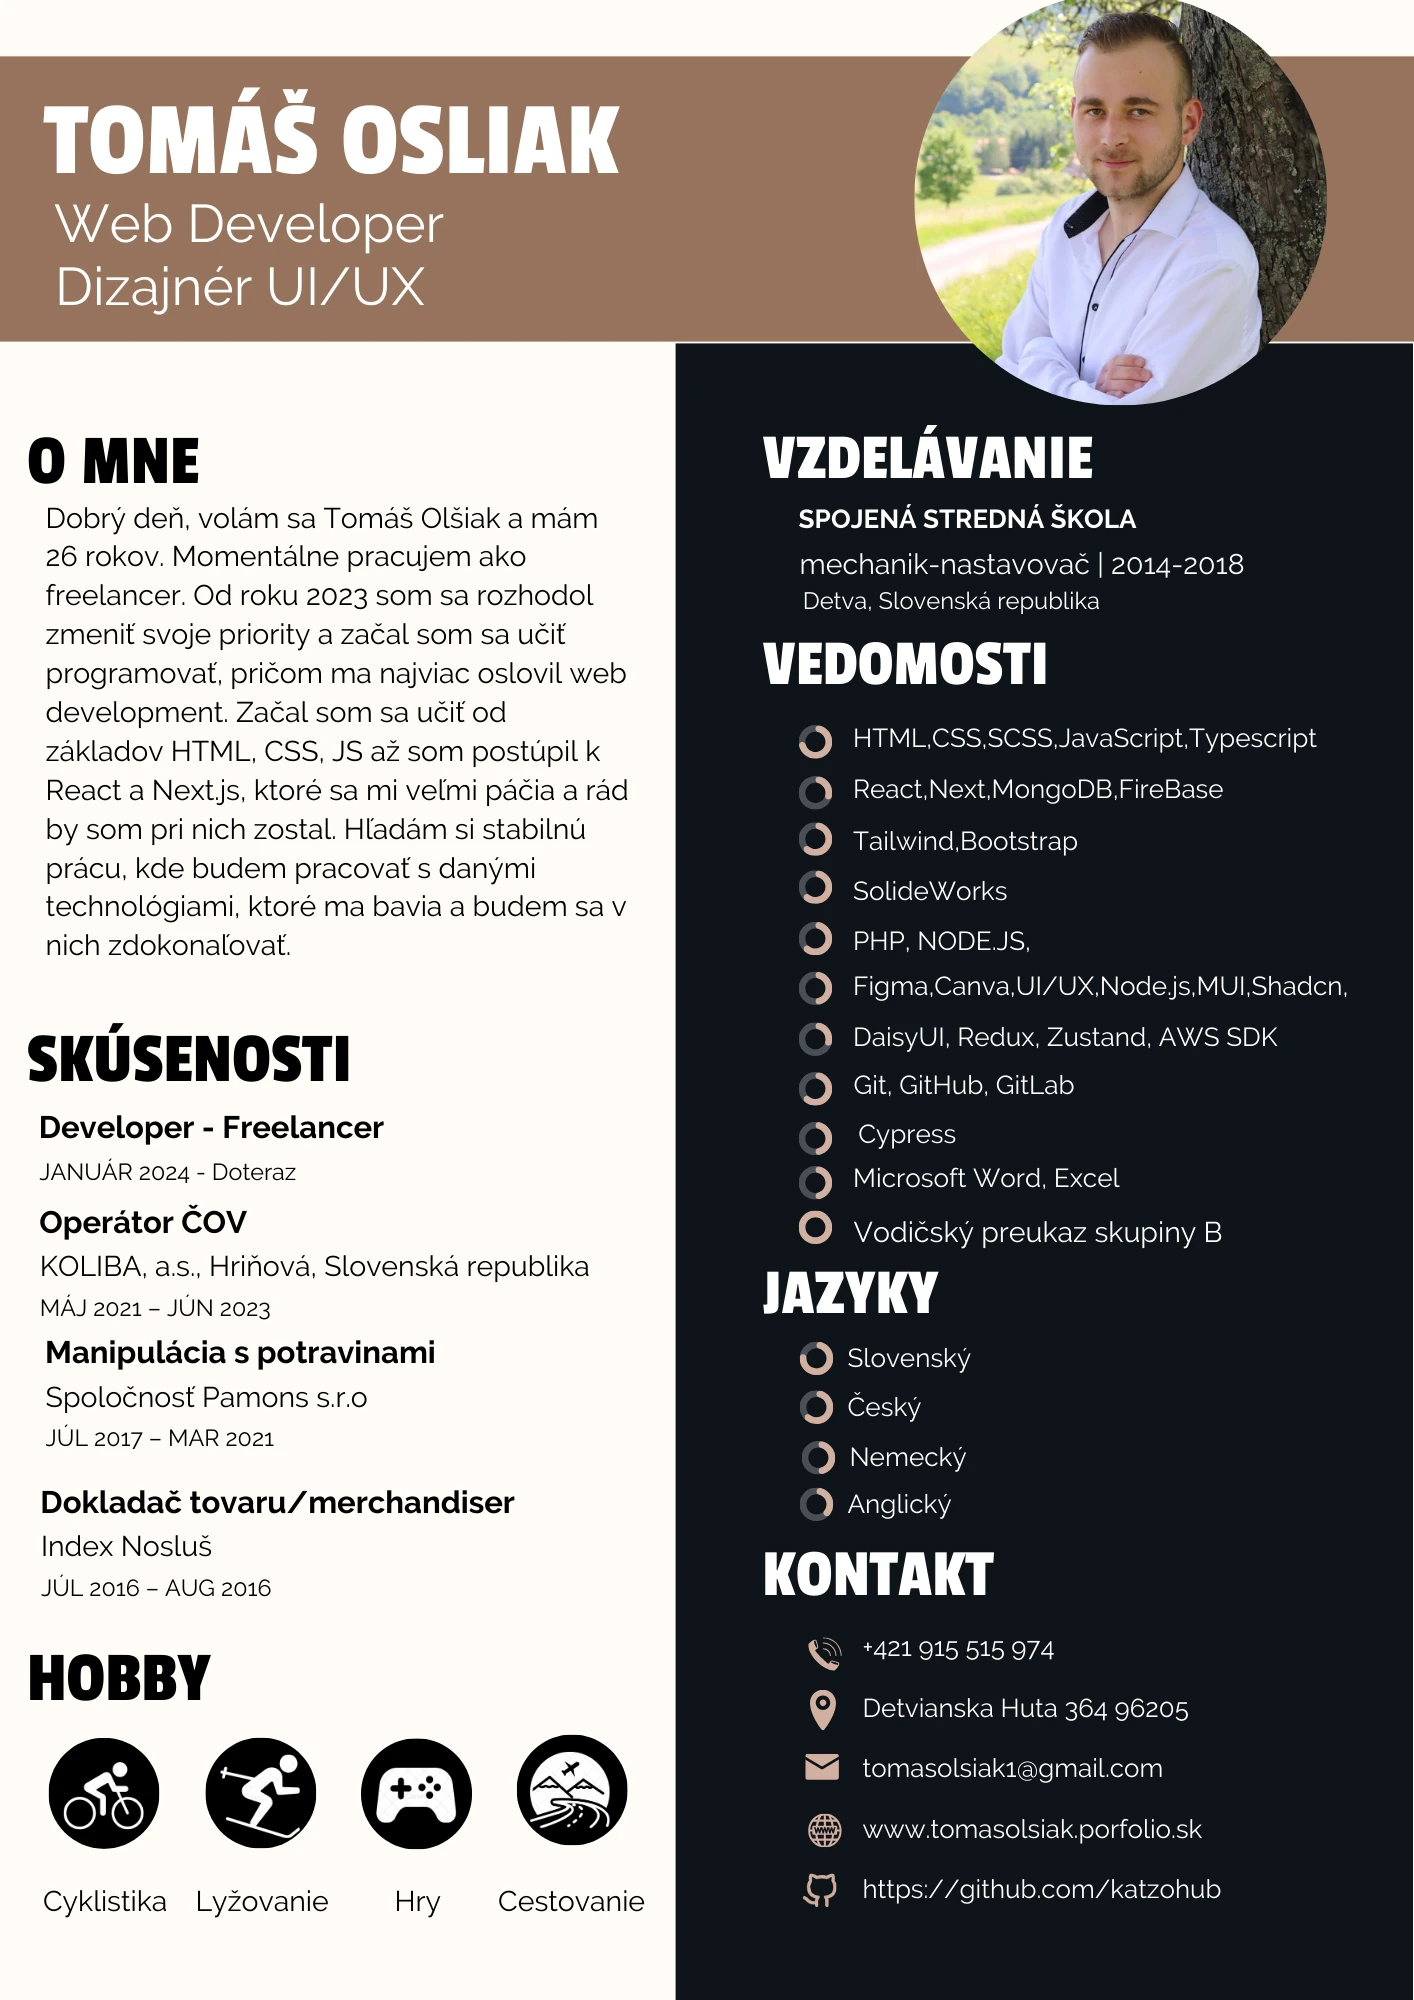 TOMÁŠ OSLIAK
Web Developer
Dizajnér UI/UX
O MNE
Dobrý deň, volám sa Tomáš Olšiak a mám
26 rokov. Momentálne pracujem ako
freelancer. Od roku 2023 som sa rozhodol
zmeniť svoje priority a začal som sa učiť
programovať, pričom ma najviac oslovil web
development. Začal som sa učiť od
základov HTML, CSS, JS až som postúpil k
React a Next.js, ktoré sa mi veľmi páčia a rád
by som pri nich zostal. Hľadám si stabilnú
prácu, kde budem pracovať s danými
technológiami, ktoré ma bavia a budem sa v
nich zdokonaľovať.
SKÚSENOSTI
Developer - Freelancer
JANUÁR 2024 - Doteraz
Operátor ČOV
KOLIBA, a.s., Hriňová, Slovenská republika
MÁJ 2021 – JÚN 2023
Manipulácia s potravinami
Spoločnosť Pamons s.r.o
JÚL 2017 – MAR 2021
Dokladač tovaru/merchandiser
Index Nosluš
JÚL 2016 – AUG 2016
HOBBY
Cyklistika
Lyžovanie
Hry
Cestovanie
VZDELÁVANIE
SPOJENÁ STREDNÁ ŠKOLA
mechanik-nastavovač | 2014-2018
Detva, Slovenská republika
VEDOMOSTI
HTML,CSS,SCSS,JavaScript,Typescript
React,Next,MongoDB,FireBase
Tailwind,Bootstrap
SolideWorks
PHP, NODE.JS,
Figma,Canva,UI/UX,Node.js,MUI,Shadcn,
DaisyUI, Redux, Zustand, AWS SDK
Git, GitHub, GitLab
Cypress
Microsoft Word, Excel
Vodičský preukaz skupiny B
JAZYKY
Slovenský
Český
Nemecký
Anglický
KONTAKT
+421 915 515 974
Detvianska Huta 364 96205
tomasolsiak1@gmail.com
www.tomasolsiak.porfolio.sk
https://github.com/katzohub